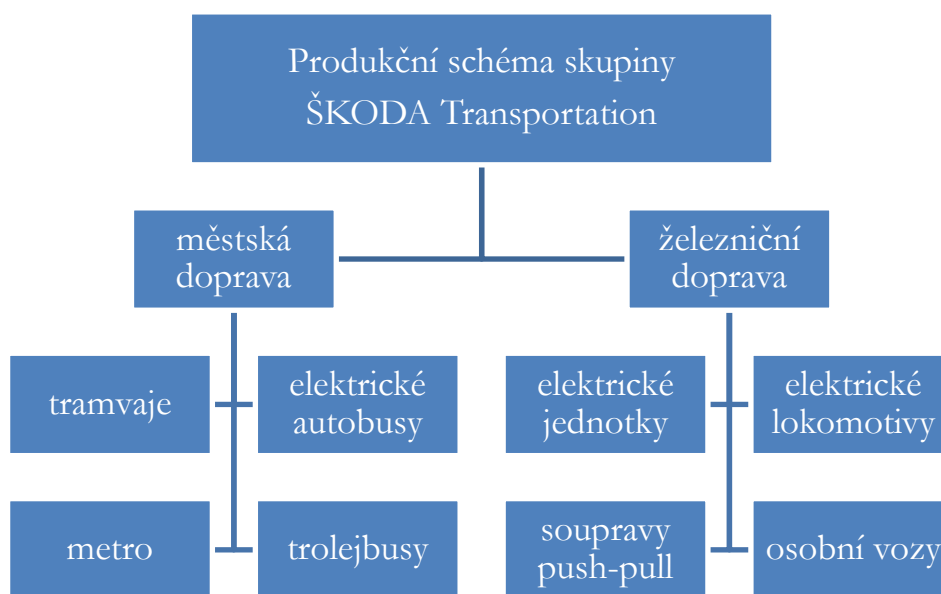 Produkční schéma skupiny
ŠKODA Transportation
městská
doprava
železniční
doprava
tramvaje
elektrické
autobusy
elektrické
jednotky
elektrické
lokomotivy
metro
trolejbusy
soupravy
push-pull
osobní vozy